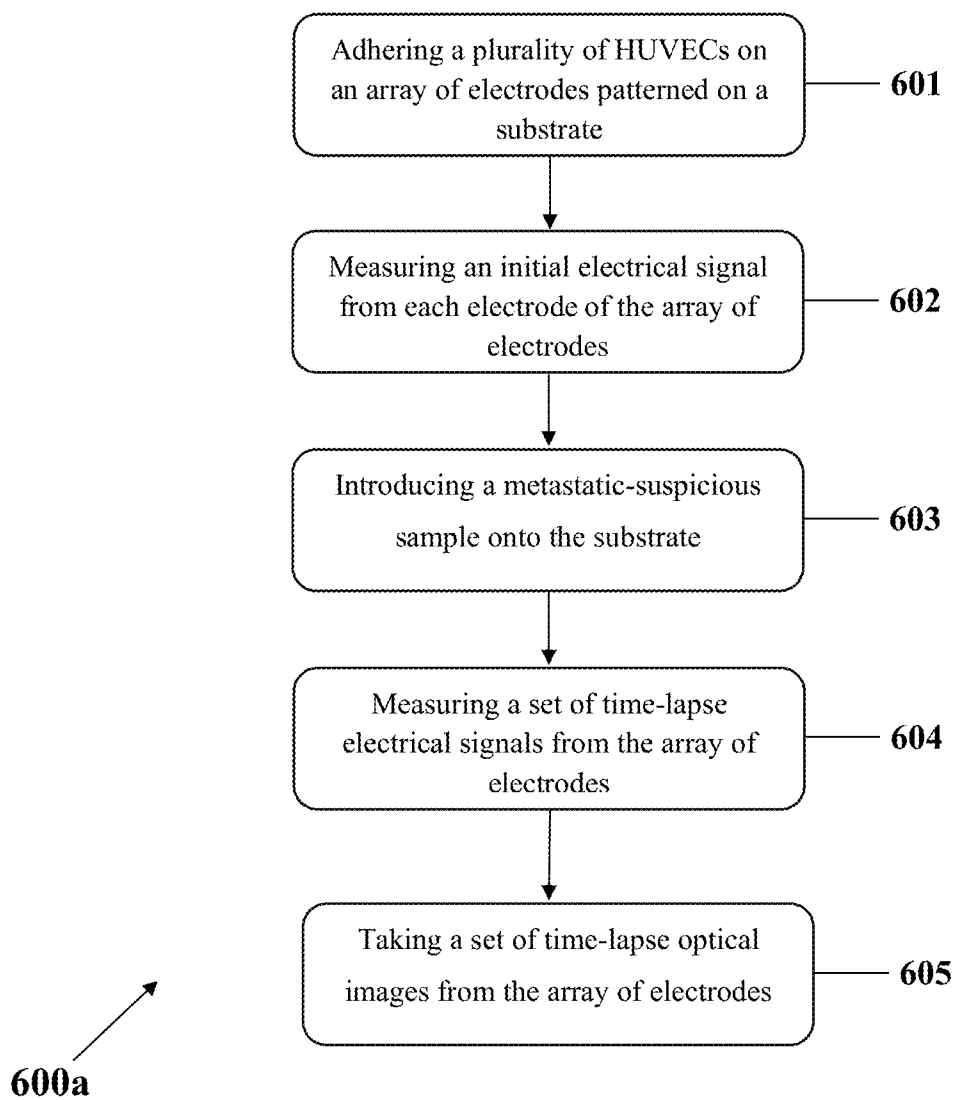 Adhering a plurality of HUVECs on
an array of electrodes patterned on a
substrate
601
Measuring an initial electrical signal
from each electrode of the array of
electrodes
602
Introducing a metastatic-suspicious
sample onto the substrate
603
Measuring a set of time-lapse
electrical signals from the array of
electrodes
604
Taking a set of time-lapse optical
images from the array of electrodes
605
600a